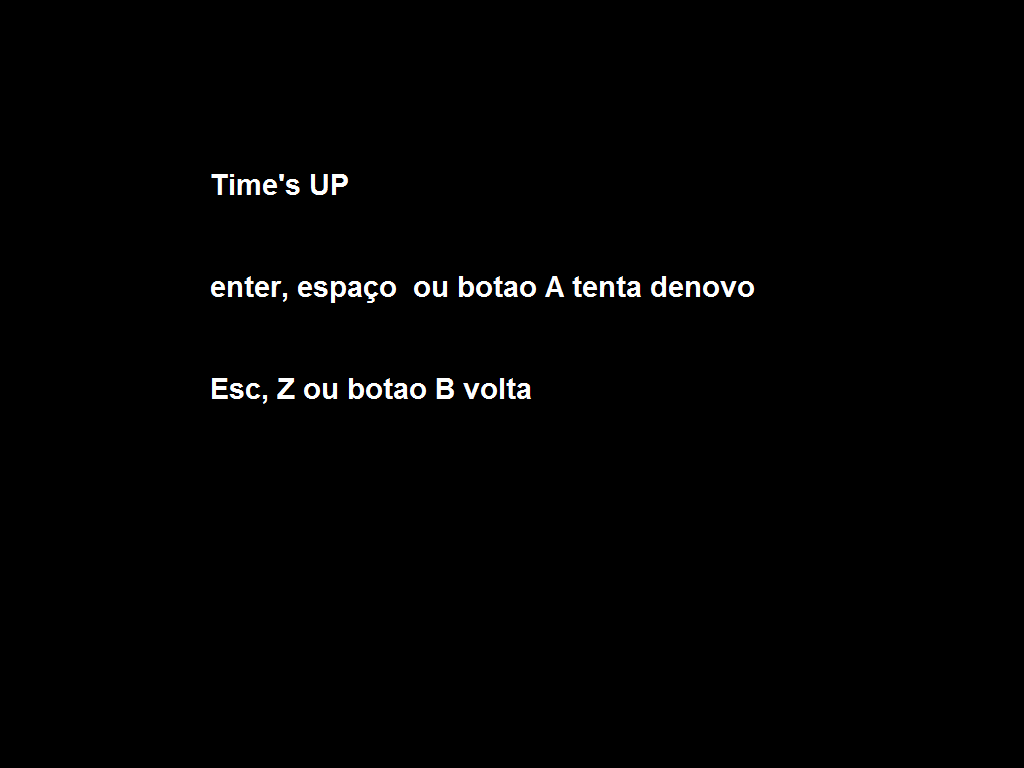 Time's UP
enter, espaço  ou botao A tenta denovo
Esc, Z ou botao B volta